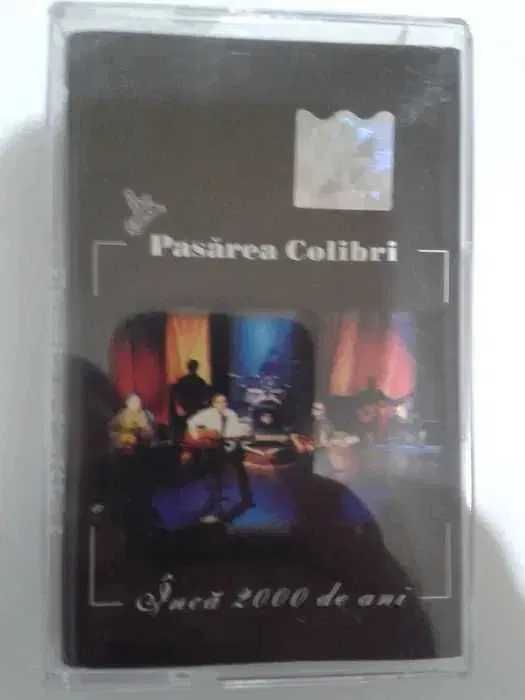 Pasărea Colibri
Încă 2000 de ani